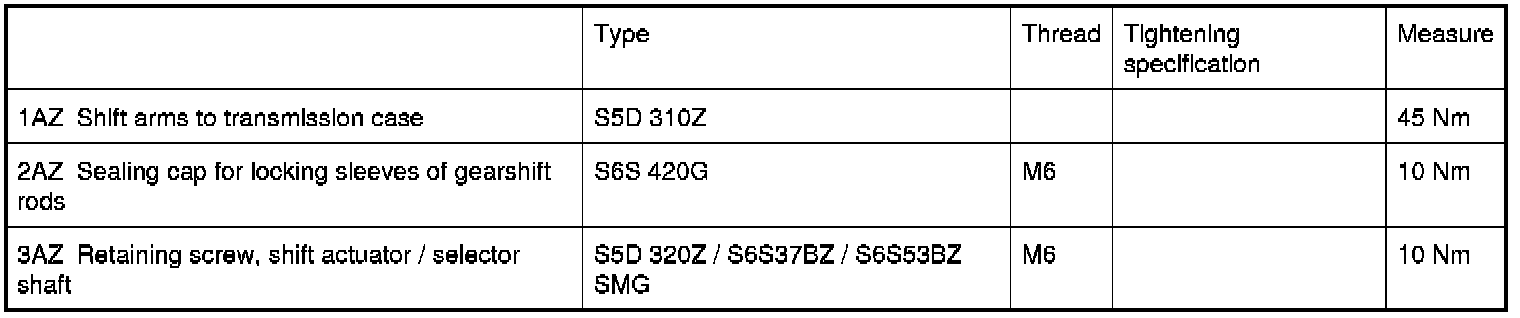 Type Thread Tightening Measure
specification
1AZ Shift arms to transmission case S5D 310Z 45 Nm
2AZ Sealing cap for locking sleeves of gearshift S6S 420G M6 10 Nm
rods
3AZ Retaining screw, shift actuator / selector S5D 320Z / S6S37BZ / S6S53BZ M6 10 Nm
shaft SMG